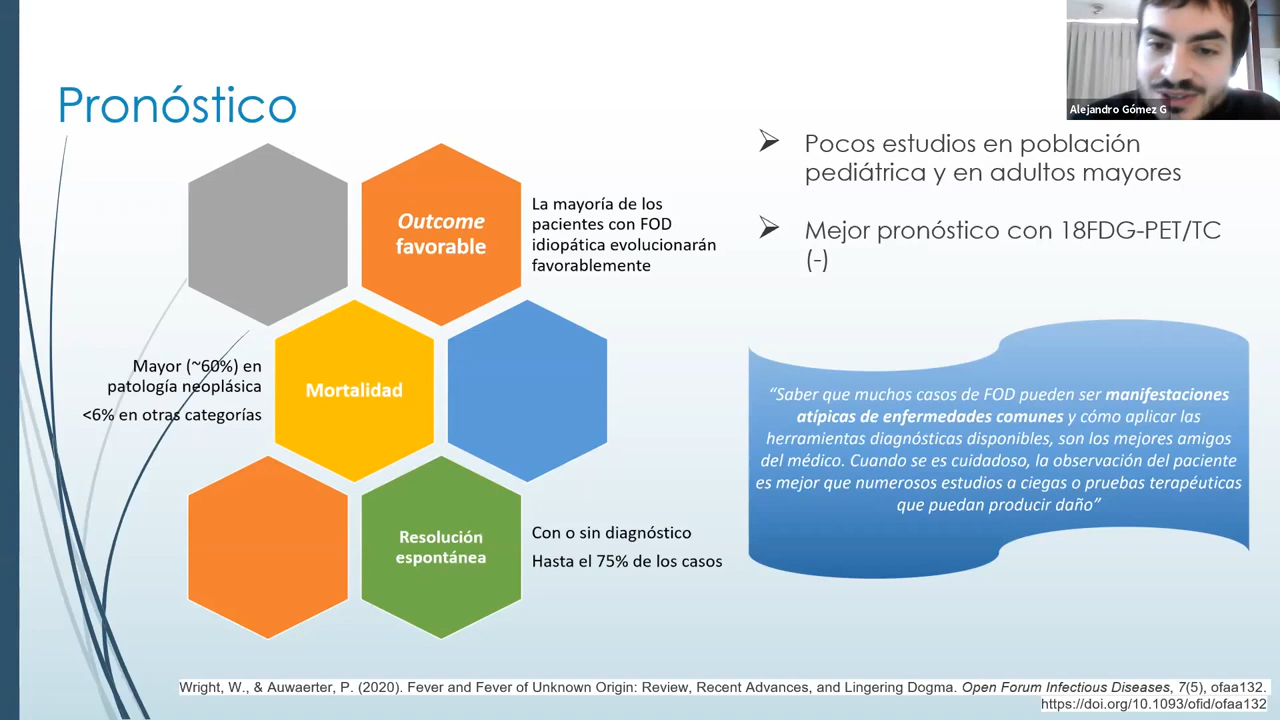 Pronóstico
Alejandro Gómez G
Outcome
favorable
La mayoría de los
pacientes con FOD
idiopática evolucionarán
favorablemente
Mayor (~60%) en
patología neoplásica
<6% en otras categorías
Mortalidad
Resolución
espontánea
Con o sin diagnóstico
Hasta el 75% de los casos
➢ Pocos estudios en población
pediátrica y en adultos mayores
➢ Mejor pronóstico con 18FDG-PET/TC
(-)
“Saber que muchos casos de FOD pueden ser manifestaciones
atípicas de enfermedades comunes y cómo aplicar las
herramientas diagnósticas disponibles, son los mejores amigos
del médico. Cuando se es cuidadoso, la observación del paciente
es mejor que numerosos estudios a ciegas o pruebas terapéuticas
que puedan producir daño”
Wright, W., & Auwaerter, P. (2020). Fever and Fever of Unknown Origin: Review, Recent Advances, and Lingering Dogma. Open Forum Infectious Diseases, 7(5), ofaa132.
https://doi.org/10.1093/ofid/ofaa132